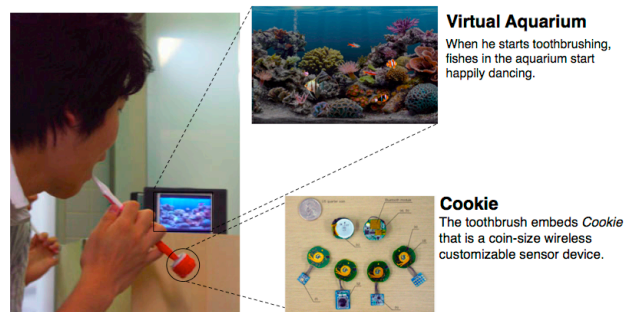 Virtual Aquarium
When he starts toothbrushing,
fishes in the aquarium start
happily dancing.
Cookie
The toothbrush embeds Cookie
that is a coin-size wireless
customizable sensor device.